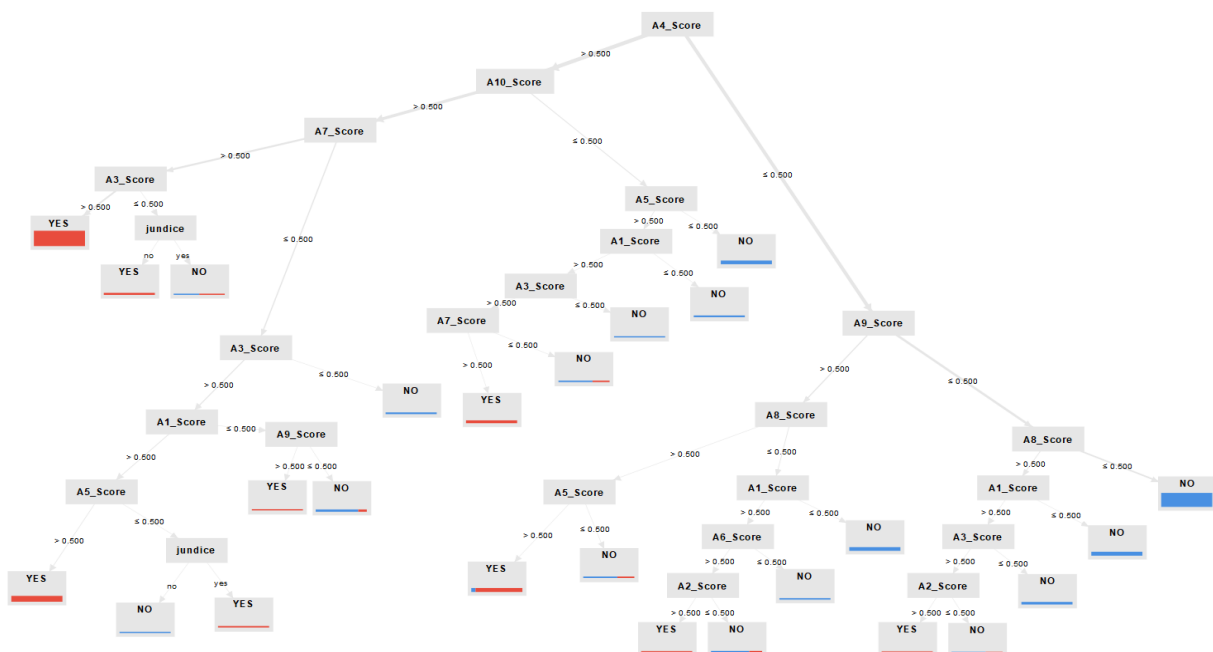 A4_Score
> 0.500
A10_Score
> 0.500
A7_Score
> 0.500
≤ 0.500
A3_Score
≤ 0.500
A5_Score
> 0.500
≤ 0.500
> 0.500
≤ 0.500
YES
jundice
A1_Score
NO
≤ 0.500
no
yes
> 0.500
≤ 0.500
YES
NO
A3_Score
NO
> 0.500
≤ 0.500
A7_Score
NO
A9_Score
A3_Score
> 0.500
≤ 0.500
NO
> 0.500
≤ 0.500
> 0.500
≤ 0.500
NO
YES
A8_Score
A1_Score
≤ 0.500
A9_Score
A8_Score
> 0.500
> 0.500
≤ 0.500
> 0.500
≤ 0.500
> 0.500 ≤ 0.500
A5_Score
YES
NO
A5_Score
A1_Score
A1_Score
NO
≤ 0.500
> 0.500
≤ 0.500
> 0.500
≤ 0.500
> 0.500
≤ 0.500
> 0.500
jundice
NO
A6_Score
NO
A3_Score
NO
YES
no
yes
YES
> 0.500
≤ 0.500
> 0.500
≤ 0.500
NO
YES
A2_Score
NO
A2_Score
NO
> 0.500 ≤ 0.500
> 0.500 ≤ 0.500
YES
NO
YES
NO